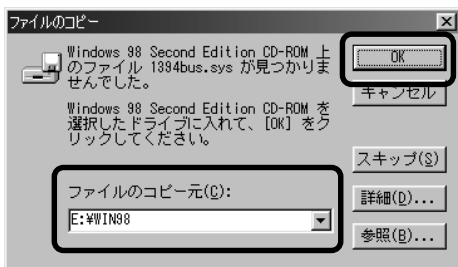 ファイルのコピー
Windows 98 Second Edition CD-ROM 上
のファイル 1394bus.sys が見つかりま
せんでした。
Windows 98 Second Edition CD-ROM を
選択したドライブに入れて、[OK] をク
リックしてください。
ファイルのコピー元(C):
E:¥WIN98
OK
キャンセル
スキップ(S)
詳細(D)...
参照(B)...